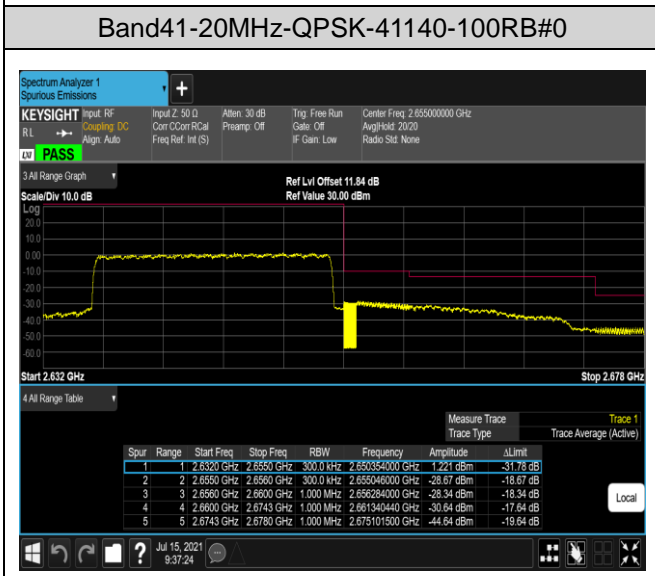 Band41-20MHz-QPSK-41140-100RB#0
Spectrum Analyzer 1
Spurious Emissions
+
KEYSIGHT Input: RF Input Z: 50 Ω Atten: 30 dB Trig: Free Run Center Freq: 2.655000000 GHz
R L Coupling: DC Corr CCorr RCal Preamp: Off Gate: Off Avg|Hold: 20/20
Align: Auto Freq Ref: Int (S) IF Gain: Low Radio Std: None
LXI PASS
3 All Range Graph
Ref Lvl Offset 11.84 dB
Scale/Div 10.0 dB Ref Value 30.00 dBm
Log
20.0
10.0
0.00
-10.0
-20.0
-30.0
-40.0
-50.0
-60.0
Start 2.632 GHz Stop 2.678 GHz
4 All Range Table
Measure Trace Trace 1
Trace Type Trace Average (Active)
Spur Range Start Freq Stop Freq RBW Frequency Amplitude ΔLimit
1 1 2.6320 GHz 2.6550 GHz 300.0 kHz 2.650354000 GHz 1.221 dBm -31.78 dB
2 2 2.6550 GHz 2.6560 GHz 300.0 kHz 2.655046000 GHz -28.67 dBm -18.67 dB
3 3 2.6560 GHz 2.6600 GHz 1.000 MHz 2.656284000 GHz -28.34 dBm -18.34 dB
4 4 2.6600 GHz 2.6743 GHz 1.000 MHz 2.661340440 GHz -30.64 dBm -17.64 dB
5 5 2.6743 GHz 2.6780 GHz 1.000 MHz 2.675101500 GHz -44.64 dBm -19.64 dB
Local
? Jul 15, 2021
9:37:24